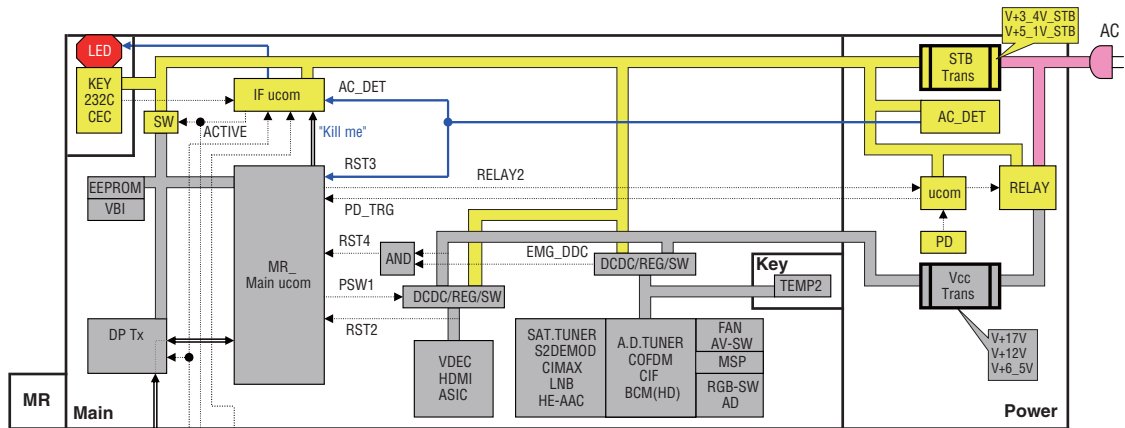 V+3_4V_STB
V+5_1V_STB
AC
LED
STB
Trans
KEY
232C
CEC
IF ucom
AC_DET
AC_DET
SW
ACTIVE
"Kill me"
RST3
EEPROM
VBI
RELAY2
ucom
RELAY
PD_TRG
MR_
Main ucom
RST4
AND
EMG_DDC
DCDC/REG/SW
PD
Key
TEMP2
Vcc
Trans
PSW1
DCDC/REG/SW
RST2
DP Tx
VDEC
HDMI
ASIC
SAT.TUNER
S2DEMOD
CIMAX
LNB
HE-AAC
A.D.TUNER
COFDM
CIF
BCM(HD)
FAN
AV-SW
MSP
RGB-SW
AD
V+17V
V+12V
V+6_5V
MR
Main
Power